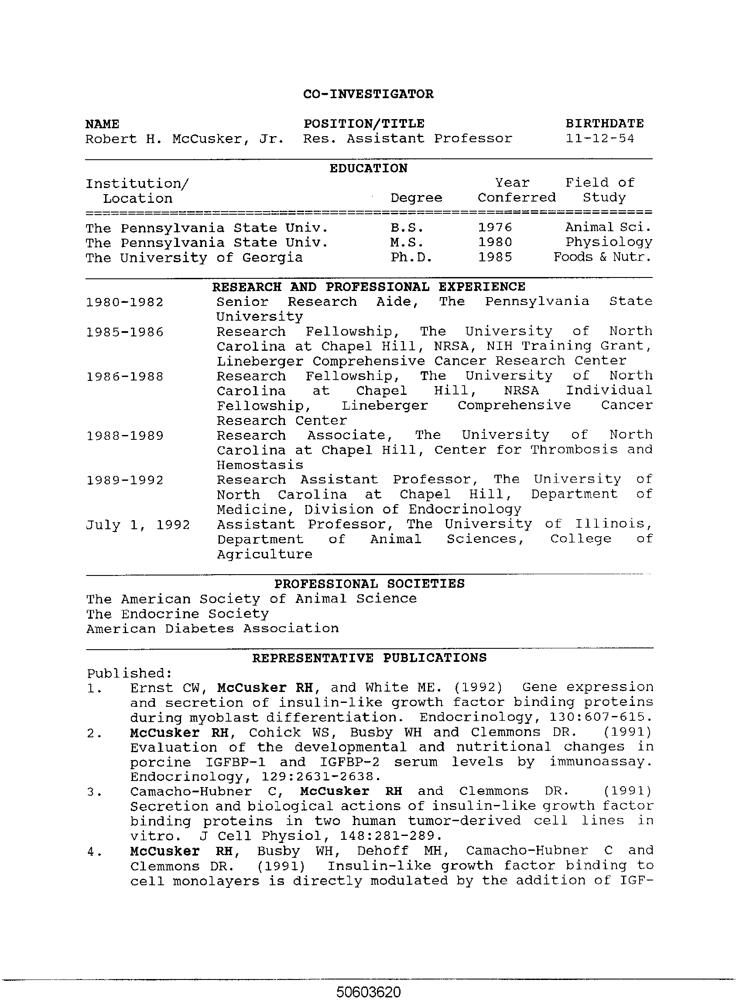 CO-INVESTIGATOR
NAME POSITION/TITLE BIRTHDATE
Robert H. McCusker, Jr. Res. Assistant Professor 11-12-54
EDUCATION
Institution/ Year Field of
Location Degree Conferred Study
The Pennsylvania State Univ. B.S. 1976 Animal Sci.
The Pennsylvania State Univ. M.S. 1980 Physiology
The University of Georgia Ph.D. 1985 Foods & Nutr.
RESEARCH AND PROFESSIONAL EXPERIENCE
1980-1982 Senior Research Aide, The Pennsylvania State
University
1985-1986 Research Fellowship, The University of North
Carolina at Chapel Hill, NRSA, NIH Training Grant,
Lineberger Comprehensive Cancer Research Center
1986-1988 Research Fellowship, The University of North
Carolina at Chapel Hill, NRSA Individual
Fellowship, Lineberger Comprehensive Cancer
Research Center
1988-1989 Research Associate, The University of North
Carolina at Chapel Hill, Center for Thrombosis and
Hemostasis
1989-1992 Research Assistant Professor, The University of
North Carolina at Chapel Hill, Department of
Medicine, Division of Endocrinology
July 1, 1992 Assistant Professor, The University of Illinois,
Department of Animal Sciences, College of
Agriculture
PROFESSIONAL SOCIETIES
The American Society of Animal Science
The Endocrine Society
American Diabetes Association
REPRESENTATIVE PUBLICATIONS
Published:
1. Ernst CW, McCusker RH, and White ME. (1992) Gene expression
and secretion of insulin-like growth factor binding proteins
during myoblast differentiation. Endocrinology, 130:607-615.
2. McCusker RH, Cohick WS, Busby WH and Clemmons DR. (1991)
Evaluation of the developmental and nutritional changes in
porcine IGFBP-1 and IGFBP-2 serum levels by immunoassay.
Endocrinology, 129:2631-2638.
3. Camacho-Hubner C, McCusker RH and Clemmons DR. (1991)
Secretion and biological actions of insulin-like growth factor
binding proteins in two human tumor-derived cell lines in
vitro. J Cell Physiol, 148:281-289.
4. McCusker RH, Busby WH, Dehoff MH, Camacho-Hubner C and
Clemmons DR. (1991) Insulin-like growth factor binding to
cell monolayers is directly modulated by the addition of IGF-
50603620